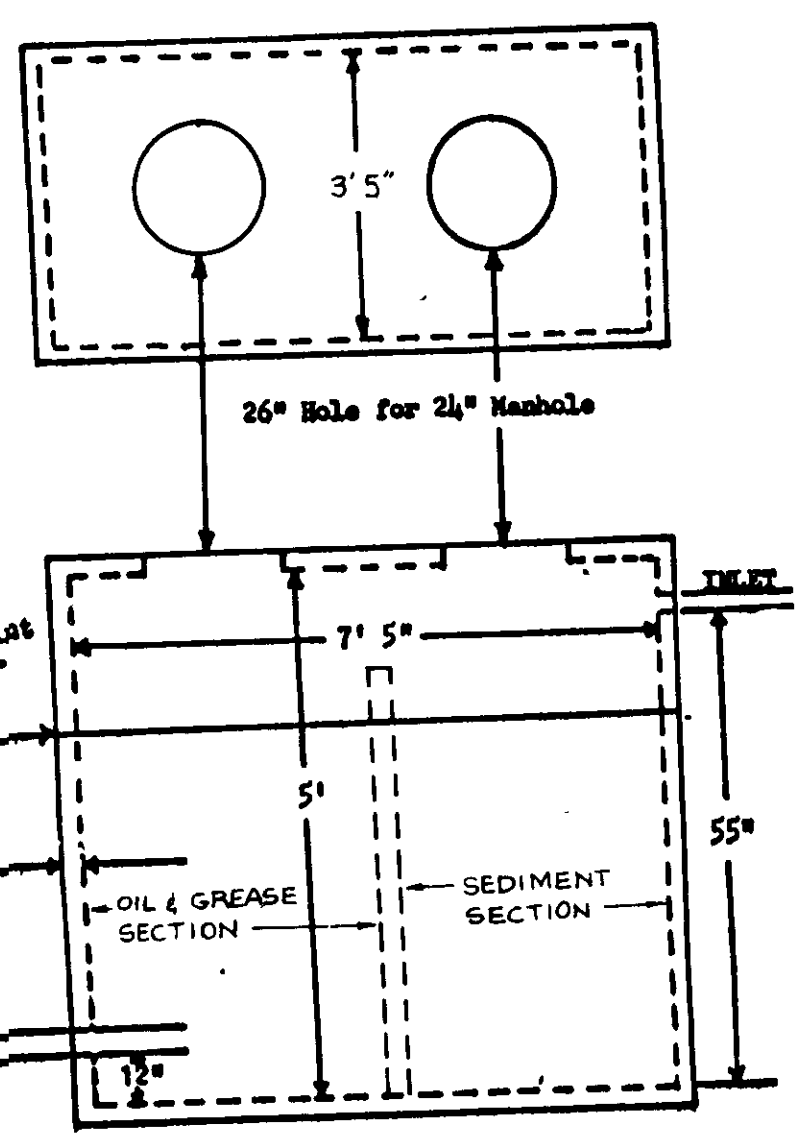 3' 5"
26" Hole for 24" Manhole
INLET
7' 5"
5'
55"
OIL & GREASE
SECTION
SEDIMENT
SECTION
12"